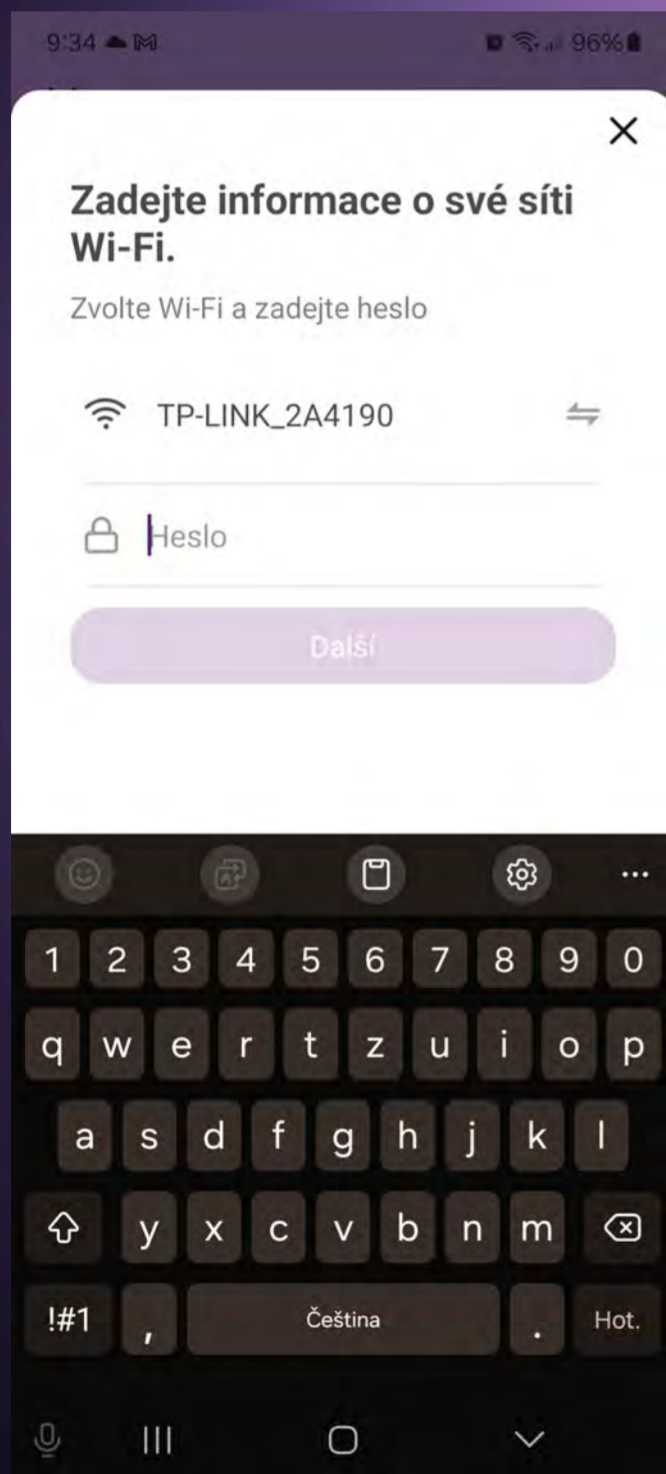 9:34
96%
Zadejte informace o své síti
Wi-Fi.
Zvolte Wi-Fi a zadejte heslo
TP-LINK_2A4190
Heslo
Další
1 2 3 4 5 6 7 8 9 0
q w e r t z u i o p
a s d f g h j k l
y x c v b n m
!#1 , Čeština . Hot.